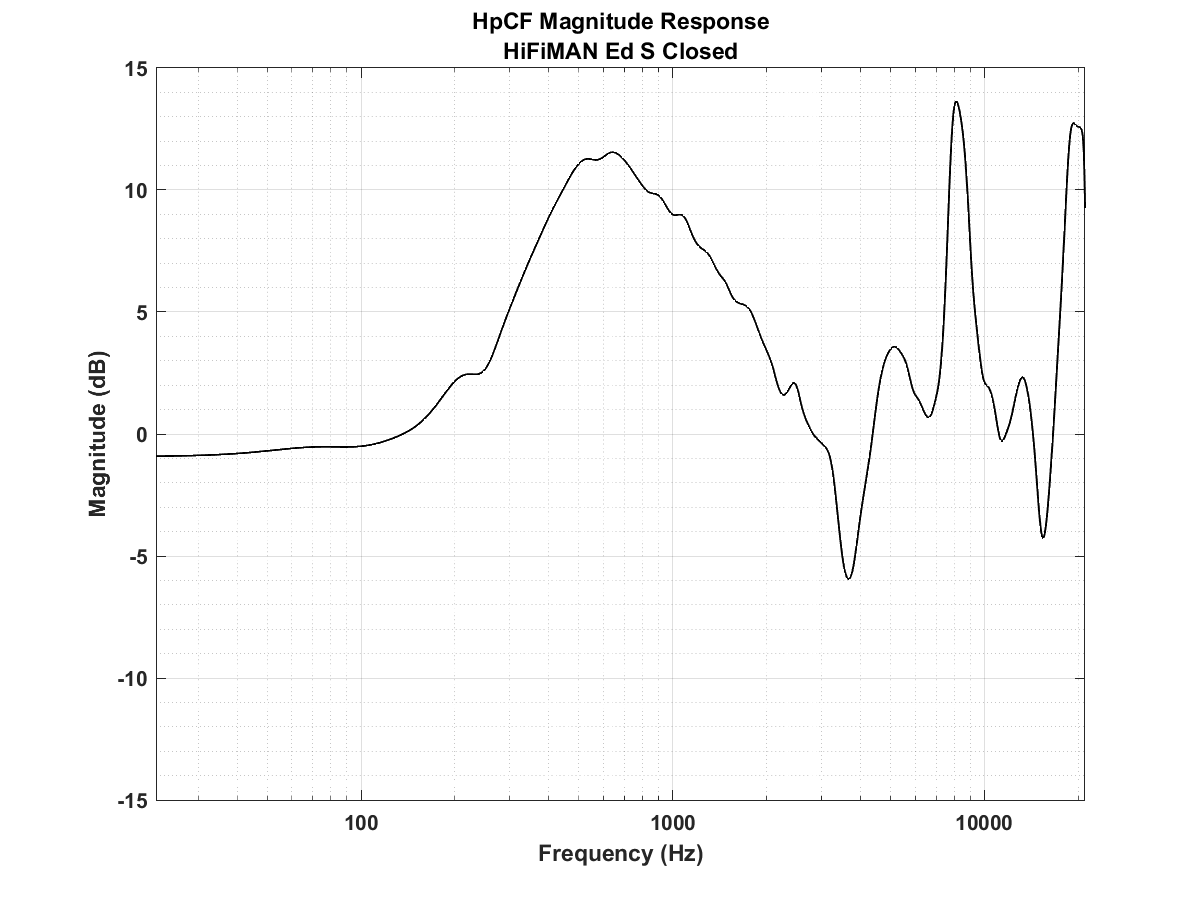 HpCF Magnitude Response
HiFiMAN Ed S Closed
15
10
5
0
-5
-10
-15
Magnitude (dB)
100
1000
10000
Frequency (Hz)